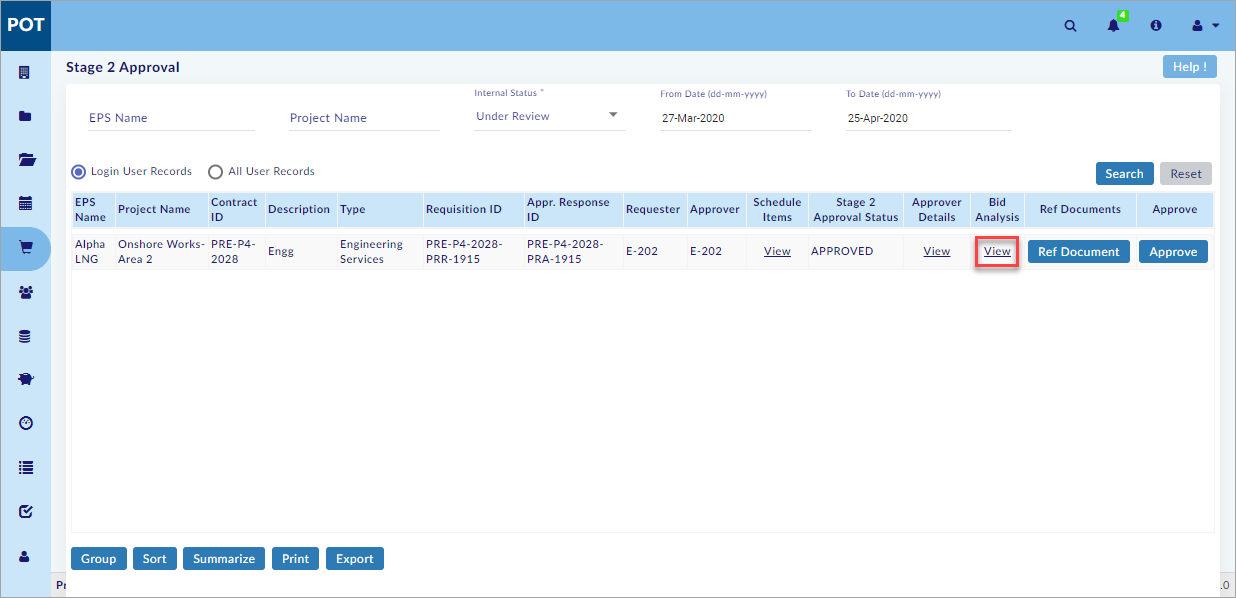 POT
4
Stage 2 Approval
Help !
Internal Status *
From Date (dd-mm-yyyy)
To Date (dd-mm-yyyy)
EPS Name
Project Name
Under Review
27-Mar-2020
25-Apr-2020
Login User Records
All User Records
Search
Reset
EPS Name
Project Name
Contract ID
Description
Type
Requisition ID
Appr. Response ID
Requester
Approver
Schedule Items
Stage 2 Approval Status
Approver Details
Bid Analysis
Ref Documents
Approve
Alpha LNG
Onshore Works-Area 2
PRE-P4-2028
Engg
Engineering Services
PRE-P4-2028-PRR-1915
PRE-P4-2028-PRA-1915
E-202
E-202
View
APPROVED
View
View
Ref Document
Approve
Group
Sort
Summarize
Print
Export